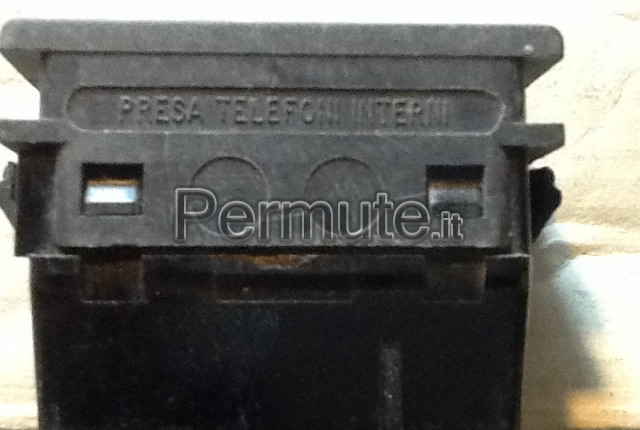 PRESA TELEFONI INTERNI
Permute.it